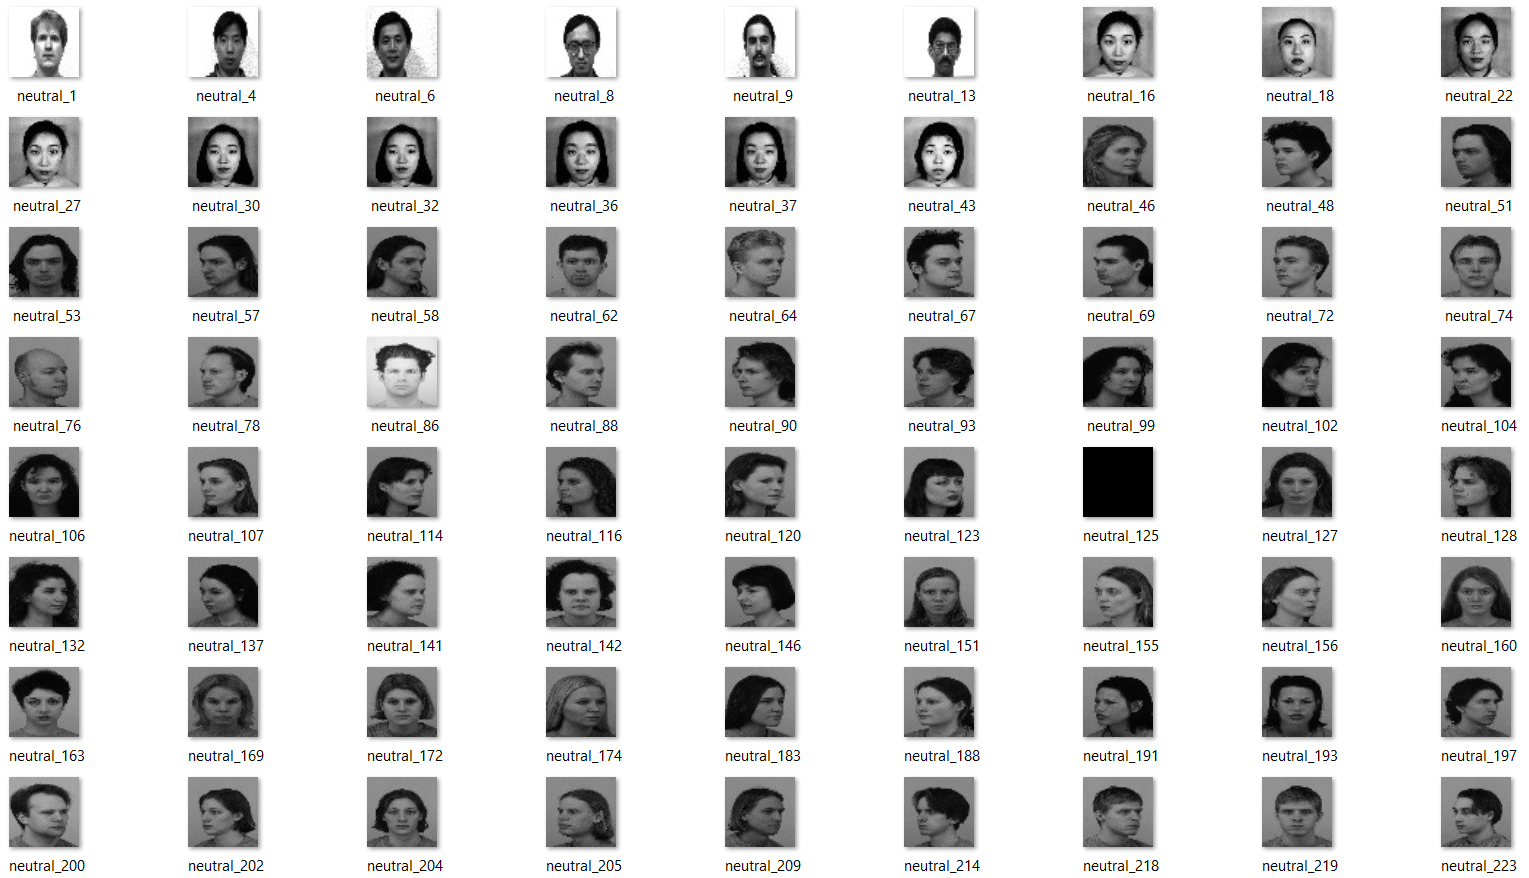 neutral_1 neutral_4 neutral_6 neutral_8 neutral_9 neutral_13 neutral_16 neutral_18 neutral_22
neutral_27 neutral_30 neutral_32 neutral_36 neutral_37 neutral_43 neutral_46 neutral_48 neutral_51
neutral_53 neutral_57 neutral_58 neutral_62 neutral_64 neutral_67 neutral_69 neutral_72 neutral_74
neutral_76 neutral_78 neutral_86 neutral_88 neutral_90 neutral_93 neutral_99 neutral_102 neutral_104
neutral_106 neutral_107 neutral_114 neutral_116 neutral_120 neutral_123 neutral_125 neutral_127 neutral_128
neutral_132 neutral_137 neutral_141 neutral_142 neutral_146 neutral_151 neutral_155 neutral_156 neutral_160
neutral_163 neutral_169 neutral_172 neutral_174 neutral_183 neutral_188 neutral_191 neutral_193 neutral_197
neutral_200 neutral_202 neutral_204 neutral_205 neutral_209 neutral_214 neutral_218 neutral_219 neutral_223